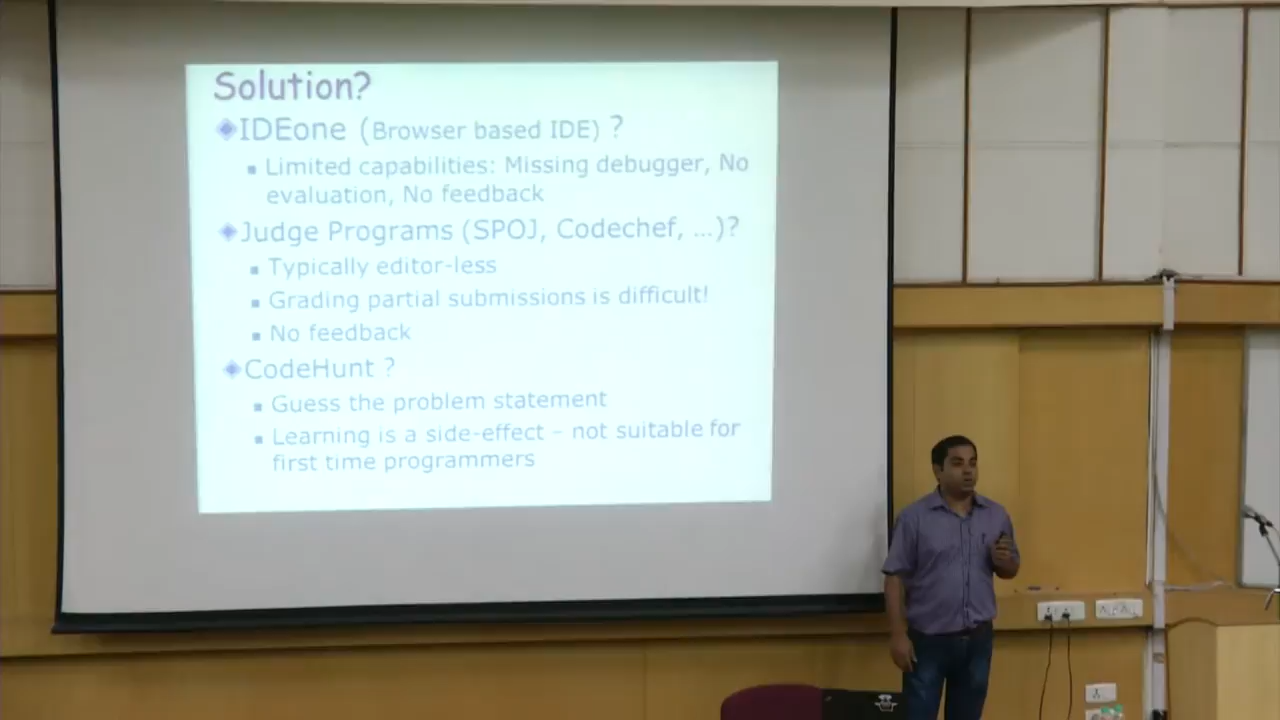 Solution?
IDEone (Browser based IDE) ?
Limited capabilities: Missing debugger, No
evaluation, No feedback
Judge Programs (SPOJ, Codechef, ...)?
Typically editor-less
Grading partial submissions is difficult!
No feedback
CodeHunt ?
Guess the problem statement
Learning is a side-effect – not suitable for
first time programmers